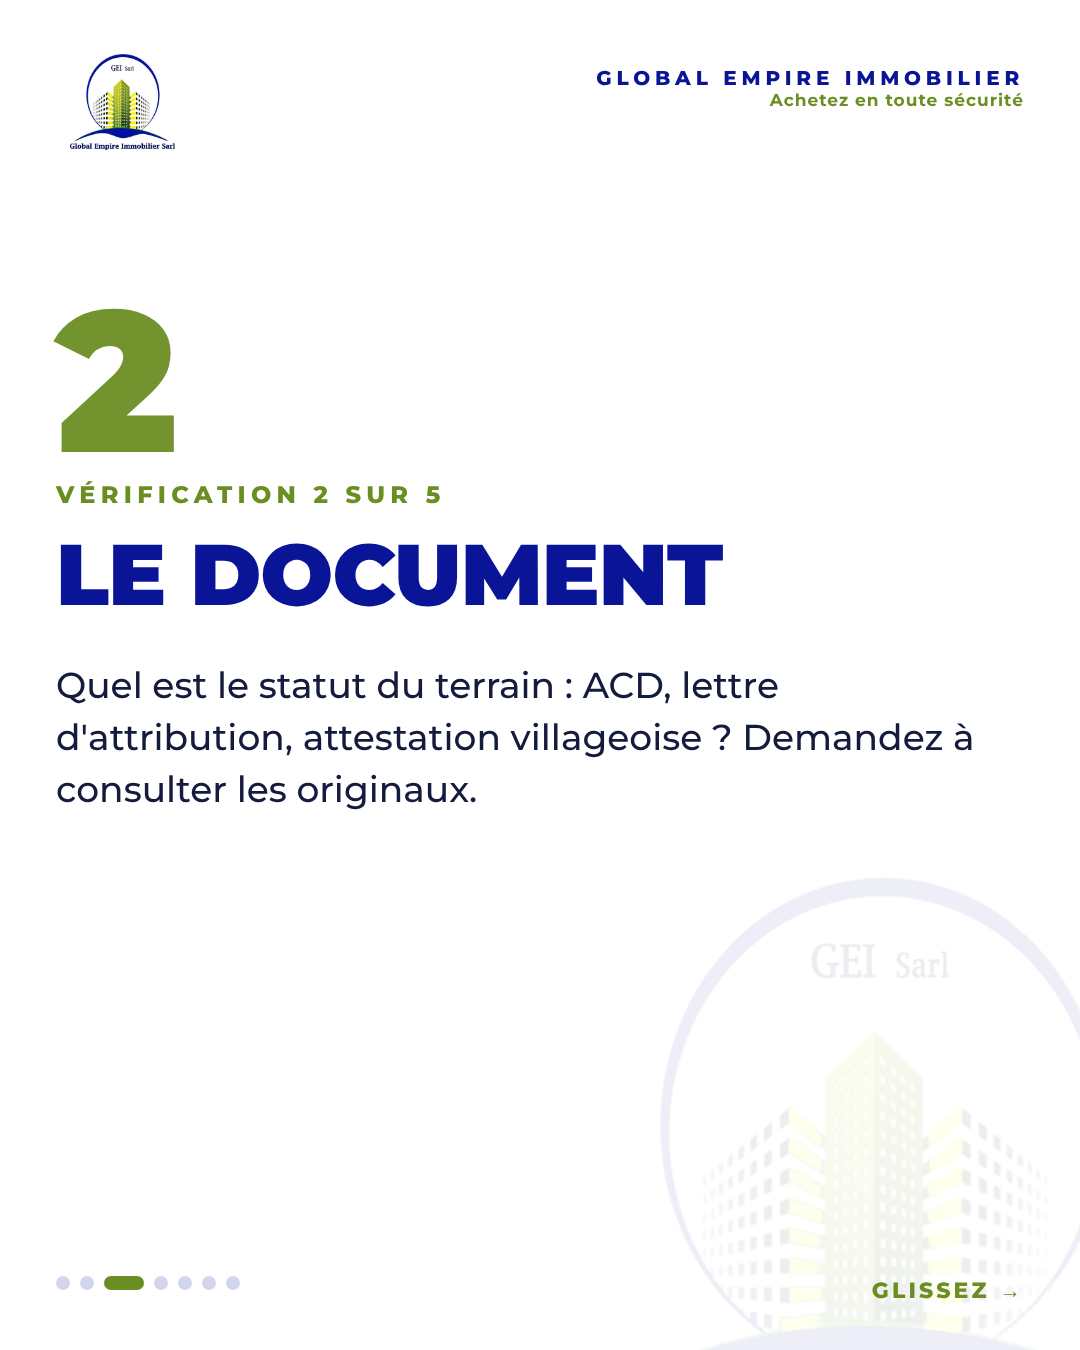 GEI Sarl
Global Empire Immobilier Sarl
GLOBAL EMPIRE IMMOBILIER
Achetez en toute sécurité
2
VÉRIFICATION 2 SUR 5
LE DOCUMENT
Quel est le statut du terrain : ACD, lettre
d'attribution, attestation villageoise ? Demandez à
consulter les originaux.
GEI Sarl
GLISSEZ →